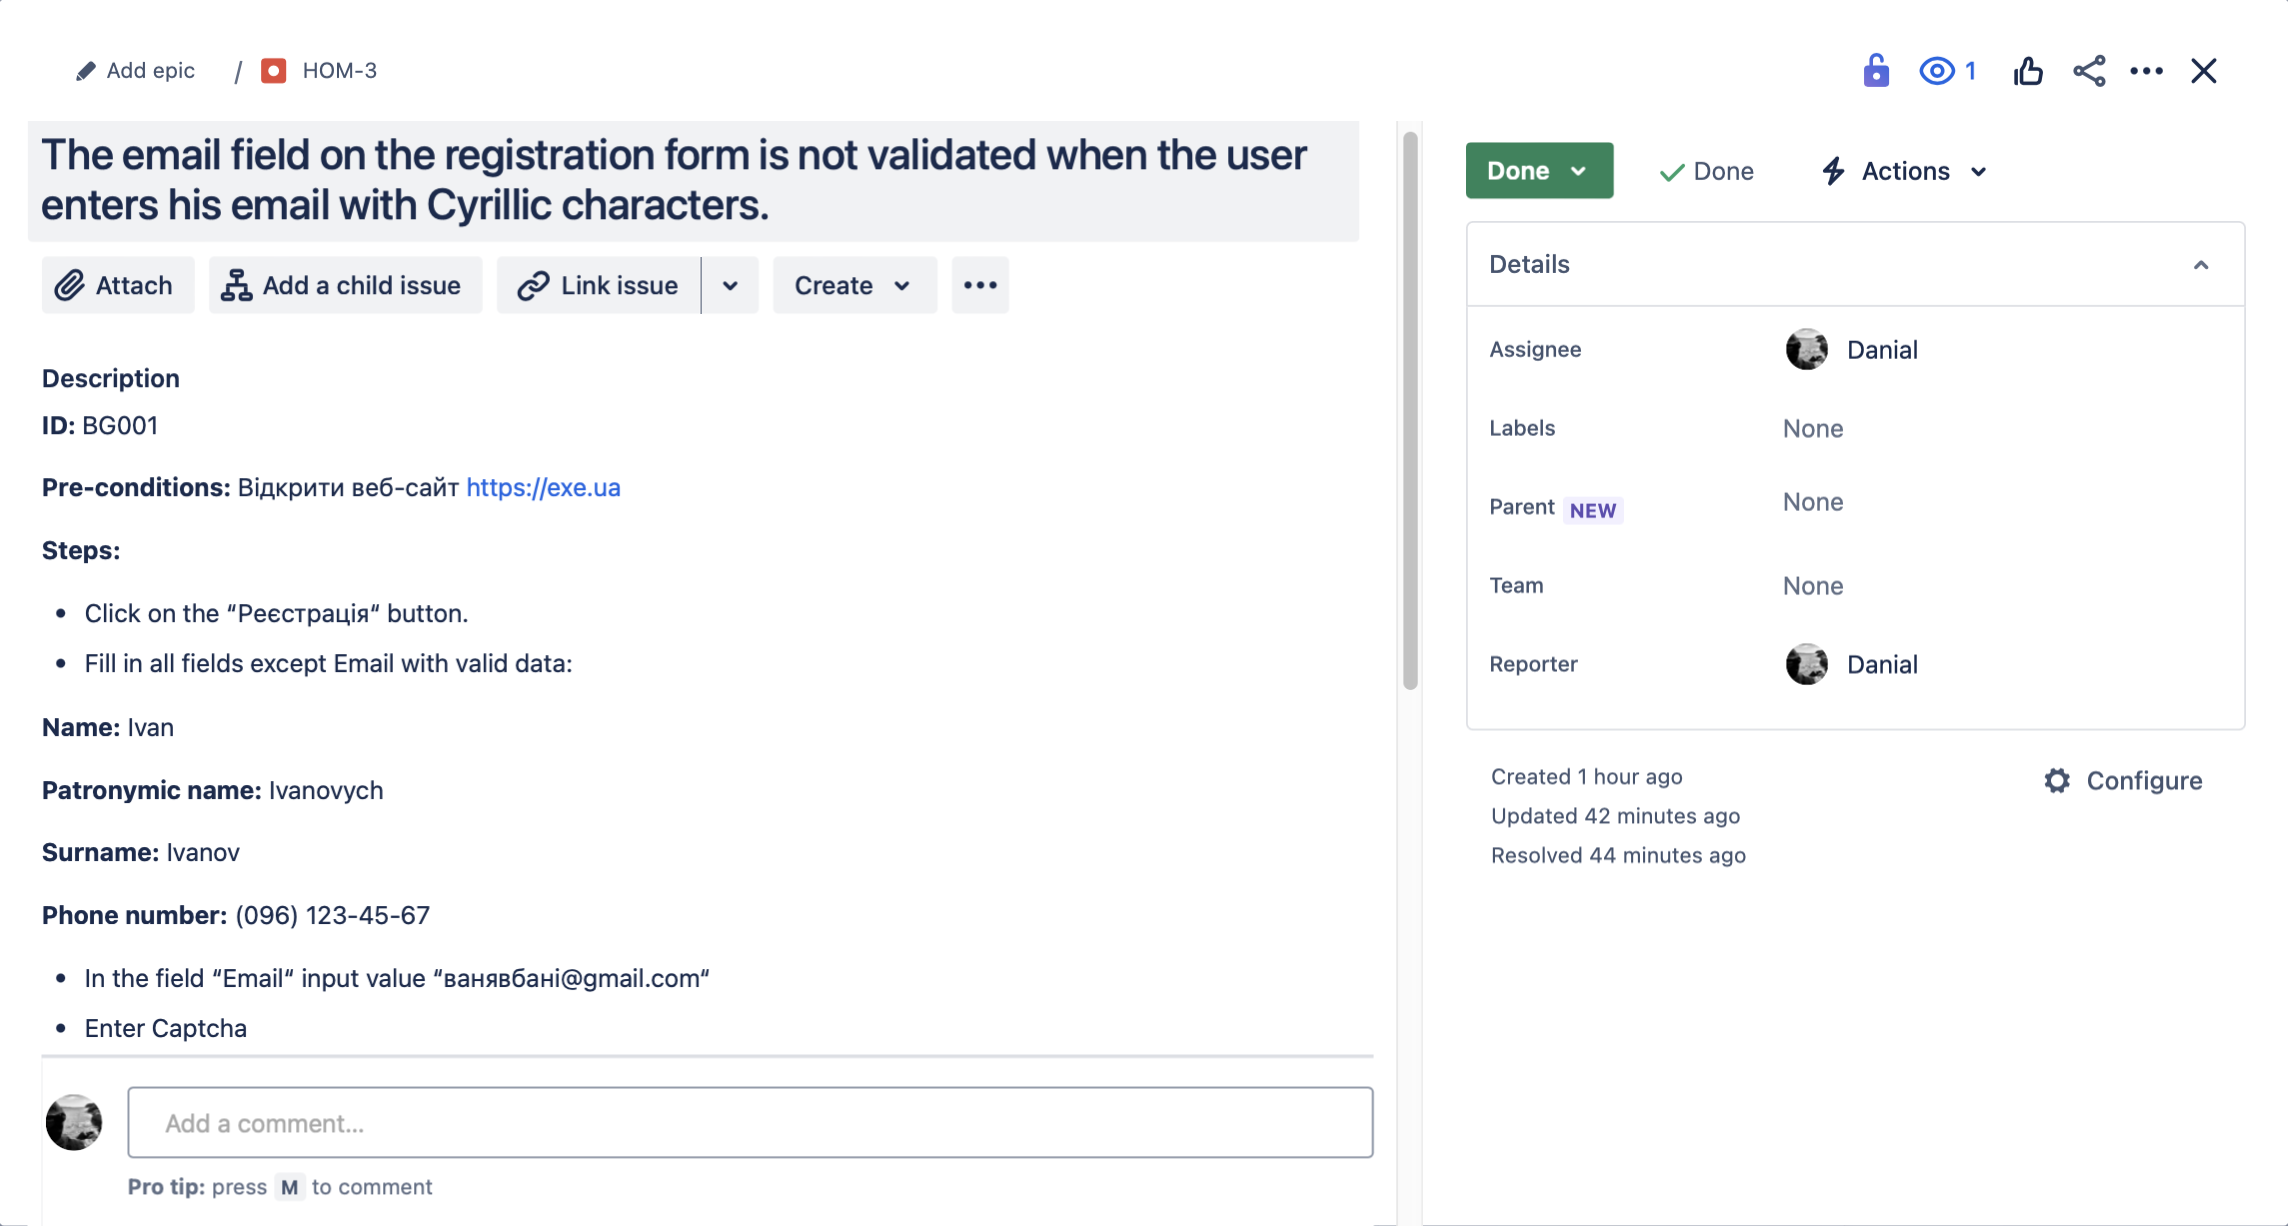 Add epic / HOM-3
1
The email field on the registration form is not validated when the user
enters his email with Cyrillic characters.
Attach Add a child issue Link issue Create
Description
ID: BG001
Pre-conditions: Відкрити веб-сайт https://exe.ua
Steps:
• Click on the “Реєстрація“ button.
• Fill in all fields except Email with valid data:
Name: Ivan
Patronymic name: Ivanovych
Surname: Ivanov
Phone number: (096) 123-45-67
• In the field “Email“ input value “ванявбані@gmail.com“
• Enter Captcha
Add a comment...
Pro tip: press M to comment
Done Done Actions
Details
Assignee Danial
Labels None
Parent NEW None
Team None
Reporter Danial
Created 1 hour ago
Updated 42 minutes ago
Resolved 44 minutes ago
Configure